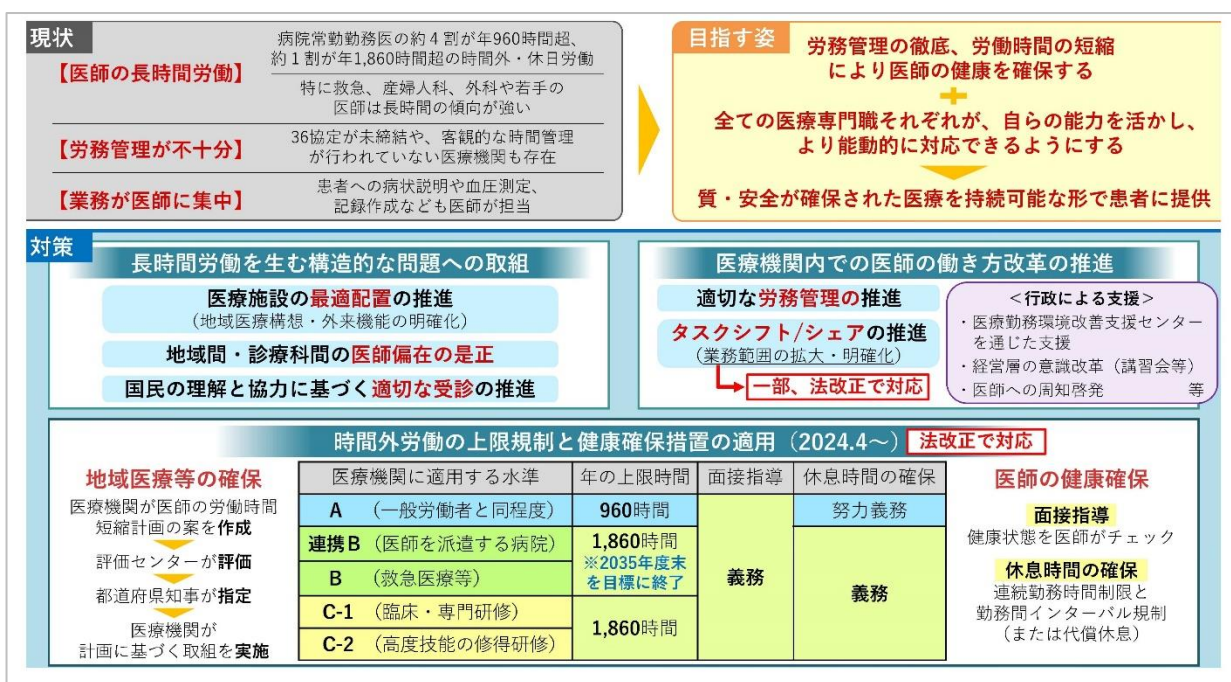 現状
【医師の長時間労働】
病院常勤勤務医の約4割が年960時間超、
約1割が年1,860時間超の時間外・休日労働
特に救急、産婦人科、外科や若手の
医師は長時間の傾向が強い
【労務管理が不十分】
36協定が未締結や、客観的な時間管理
が行われていない医療機関も存在
【業務が医師に集中】
患者への病状説明や血圧測定、
記録作成なども医師が担当
目指す姿
労務管理の徹底、労働時間の短縮
により医師の健康を確保する
+
全ての医療専門職それぞれが、自らの能力を活かし、
より能動的に対応できるようにする
質・安全が確保された医療を持続可能な形で患者に提供
対策
長時間労働を生む構造的な問題への取組
医療施設の最適配置の推進
(地域医療構想・外来機能の明確化)
地域間・診療科間の医師偏在の是正
国民の理解と協力に基づく適切な受診の推進
医療機関内での医師の働き方改革の推進
適切な労務管理の推進
タスクシフト/シェアの推進
(業務範囲の拡大・明確化)
一部、法改正で対応
<行政による支援>
・医療勤務環境改善支援センター
を通じた支援
・経営層の意識改革(講習会等)
・医師への周知啓発 等
時間外労働の上限規制と健康確保措置の適用(2024.4~) 法改正で対応
地域医療等の確保
医療機関が医師の労働時間
短縮計画の案を作成
評価センターが評価
都道府県知事が指定
医療機関が
計画に基づく取組を実施
医療機関に適用する水準 年の上限時間 面接指導 休息時間の確保
A (一般労働者と同程度) 960時間 努力義務
連携B (医師を派遣する病院) 1,860時間
※2035年度末
を目標に終了
B (救急医療等)
義務 義務
C-1 (臨床・専門研修) 1,860時間
C-2 (高度技能の修得研修)
医師の健康確保
面接指導
健康状態を医師がチェック
休息時間の確保
連続勤務時間制限と
勤務間インターバル規制
(または代償休息)